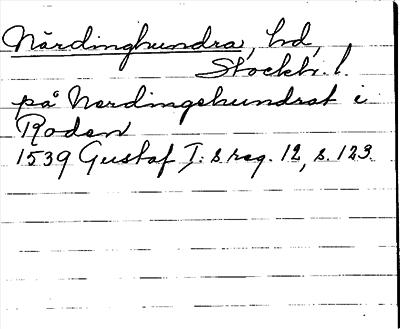 Närdinghundra, hd,
Stockh. l.
på Nerdingehundrat i
Roden
1539 Gustaf I:s reg. 12, s. 123.